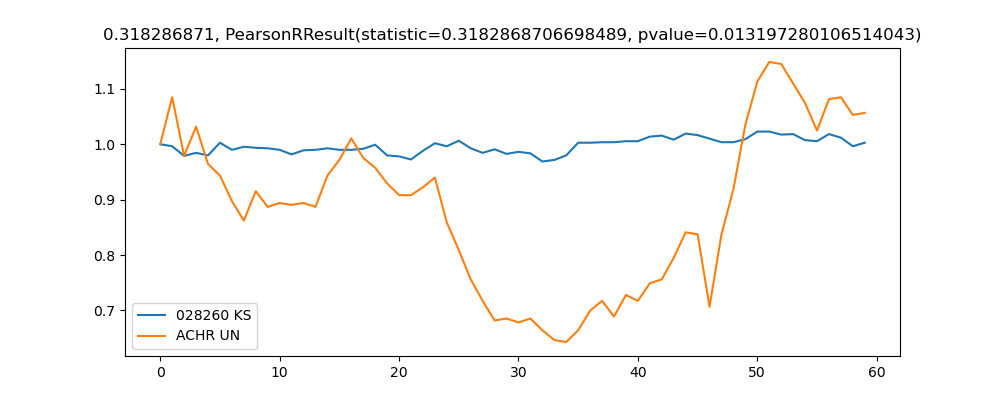 0.318286871, PearsonRResult(statistic=0.3182868706698489, pvalue=0.013197280106514043)
1.1
1.0
0.9
0.8
0.7
028260 KS
ACHR UN
0 10 20 30 40 50 60